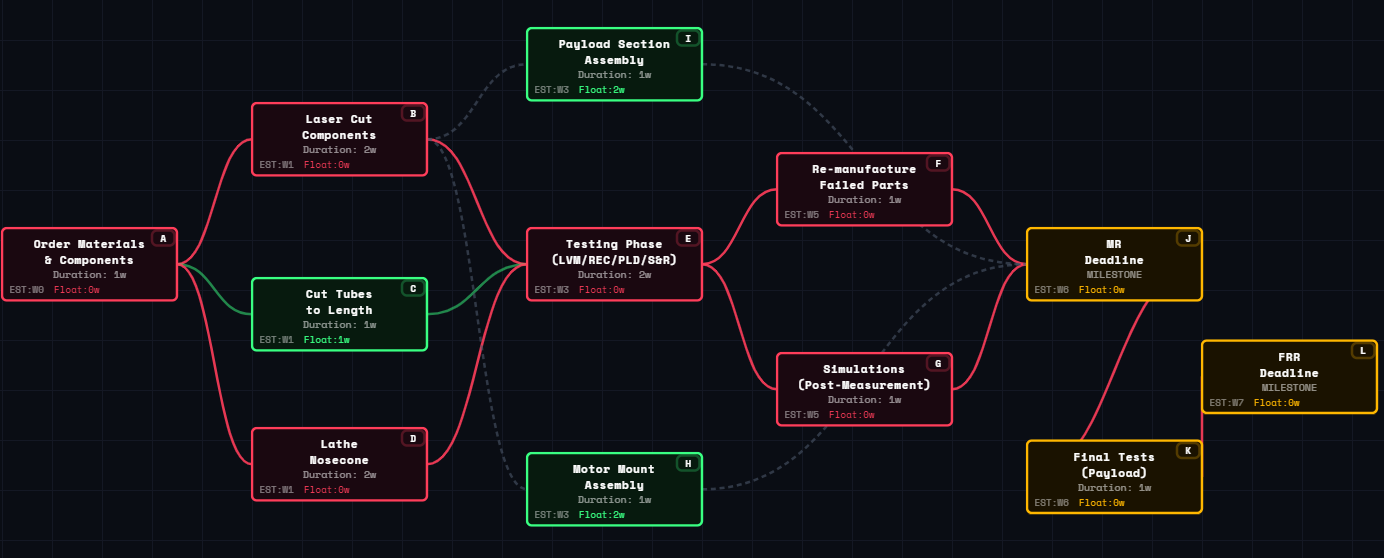 A
Order Materials
& Components
Duration: 1w
EST:W0 Float:0w
B
Laser Cut
Components
Duration: 2w
EST:W1 Float:0w
C
Cut Tubes
to Length
Duration: 1w
EST:W1 Float:1w
D
Lathe
Nosecone
Duration: 2w
EST:W1 Float:0w
I
Payload Section
Assembly
Duration: 1w
EST:W3 Float:2w
E
Testing Phase
(LVM/REC/PLD/S&R)
Duration: 2w
EST:W3 Float:0w
H
Motor Mount
Assembly
Duration: 1w
EST:W3 Float:2w
F
Re-manufacture
Failed Parts
Duration: 1w
EST:W5 Float:0w
G
Simulations
(Post-Measurement)
Duration: 1w
EST:W5 Float:0w
J
MR
Deadline
MILESTONE
EST:W6 Float:0w
K
Final Tests
(Payload)
Duration: 1w
EST:W6 Float:0w
L
FRR
Deadline
MILESTONE
EST:W7 Float:0w